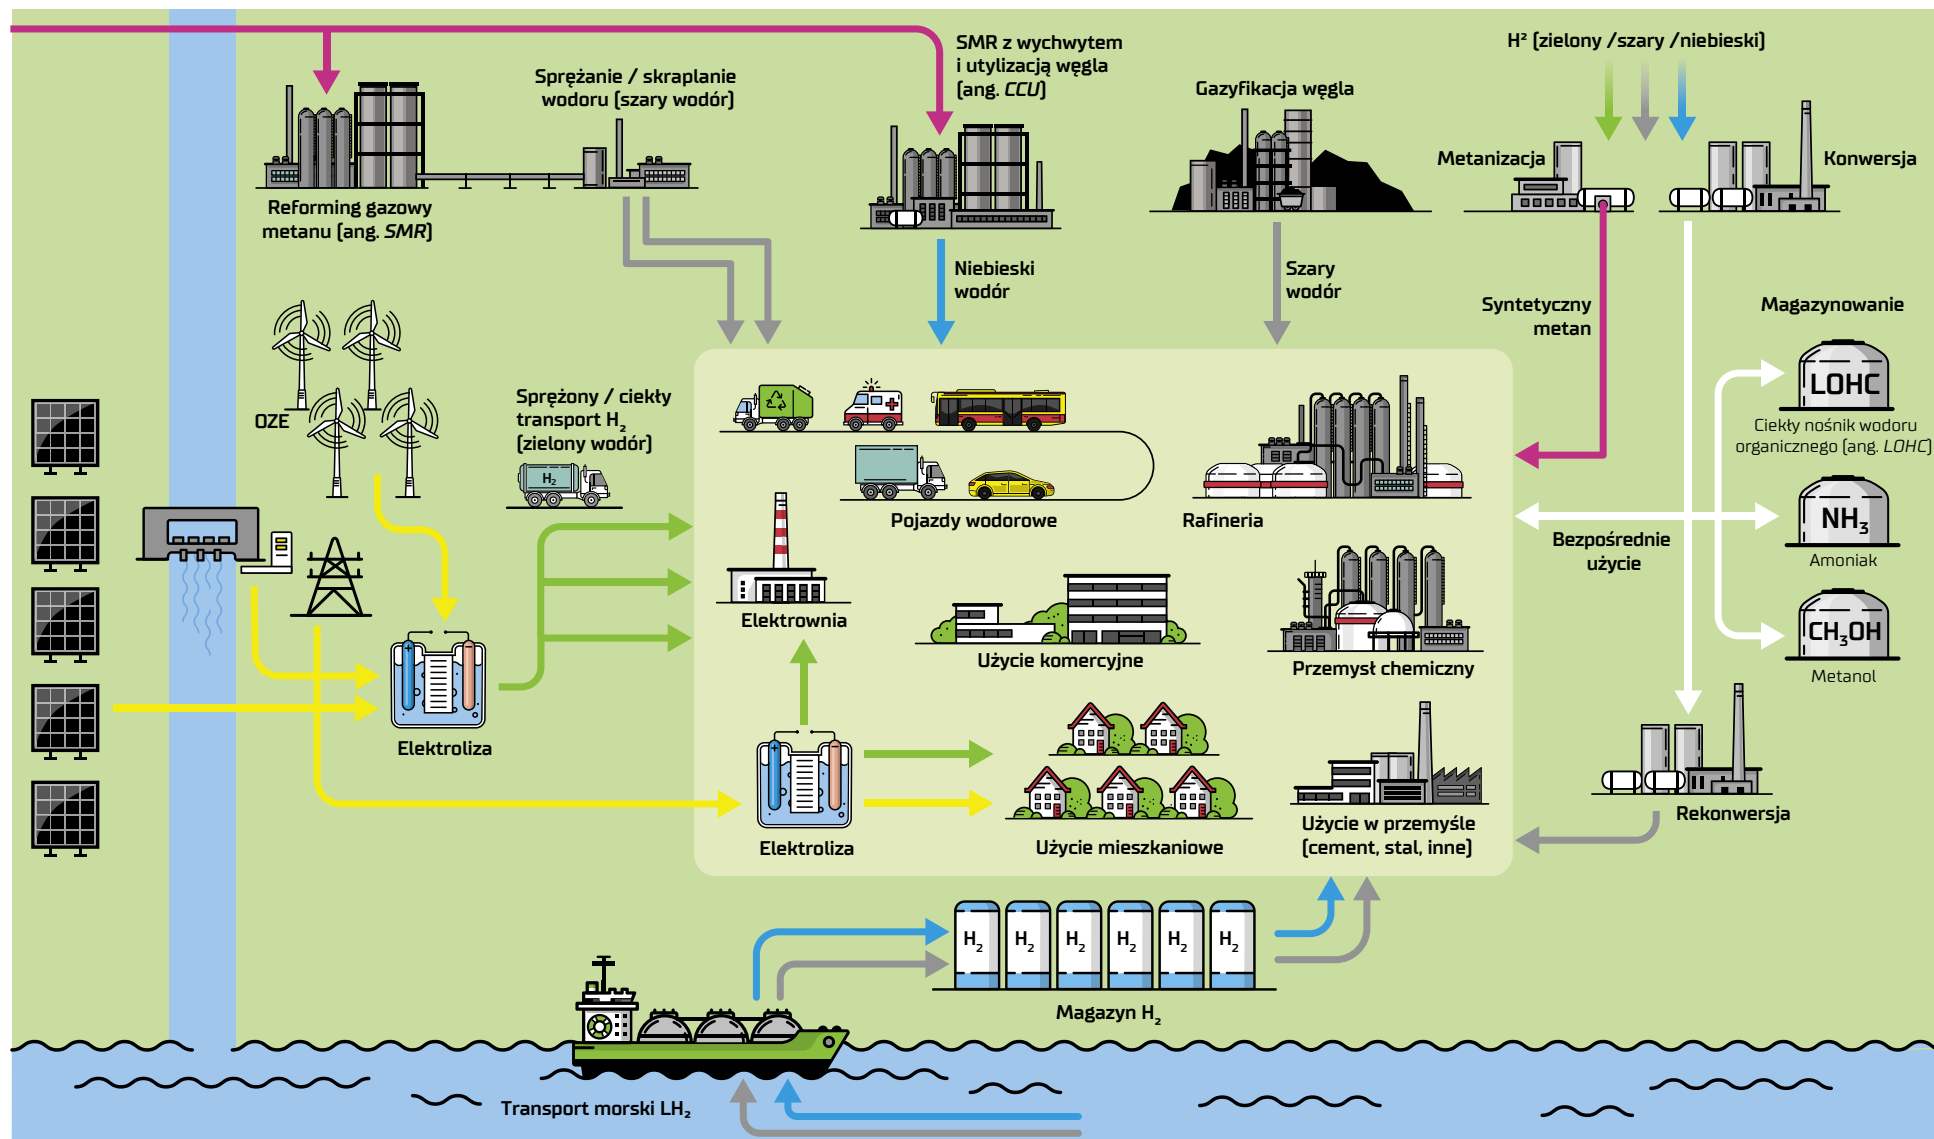 Sprężanie / skraplanie
wodoru (szary wodór)
SMR z wychwytem
i utylizacją węgla
(ang. CCU)
Gazyfikacja węgla
H² (zielony /szary /niebieski)
Metanizacja
Konwersja
Reforming gazowy
metanu (ang. SMR)
Niebieski
wodór
Szary
wodór
Syntetyczny
metan
Magazynowanie
LOHC
Ciekły nośnik wodoru
organicznego (ang. LOHC)
OZE
Sprężony / ciekły
transport H₂
(zielony wodór)
H₂
Pojazdy wodorowe
Rafineria
Bezpośrednie
użycie
NH₃
Amoniak
Elektrownia
Użycie komercyjne
Przemysł chemiczny
CH₃OH
Metanol
+ −
Elektroliza
+ −
Elektroliza
Użycie mieszkaniowe
Użycie w przemyśle
(cement, stal, inne)
Rekonwersja
H₂ H₂ H₂ H₂ H₂ H₂
Magazyn H₂
Transport morski LH₂